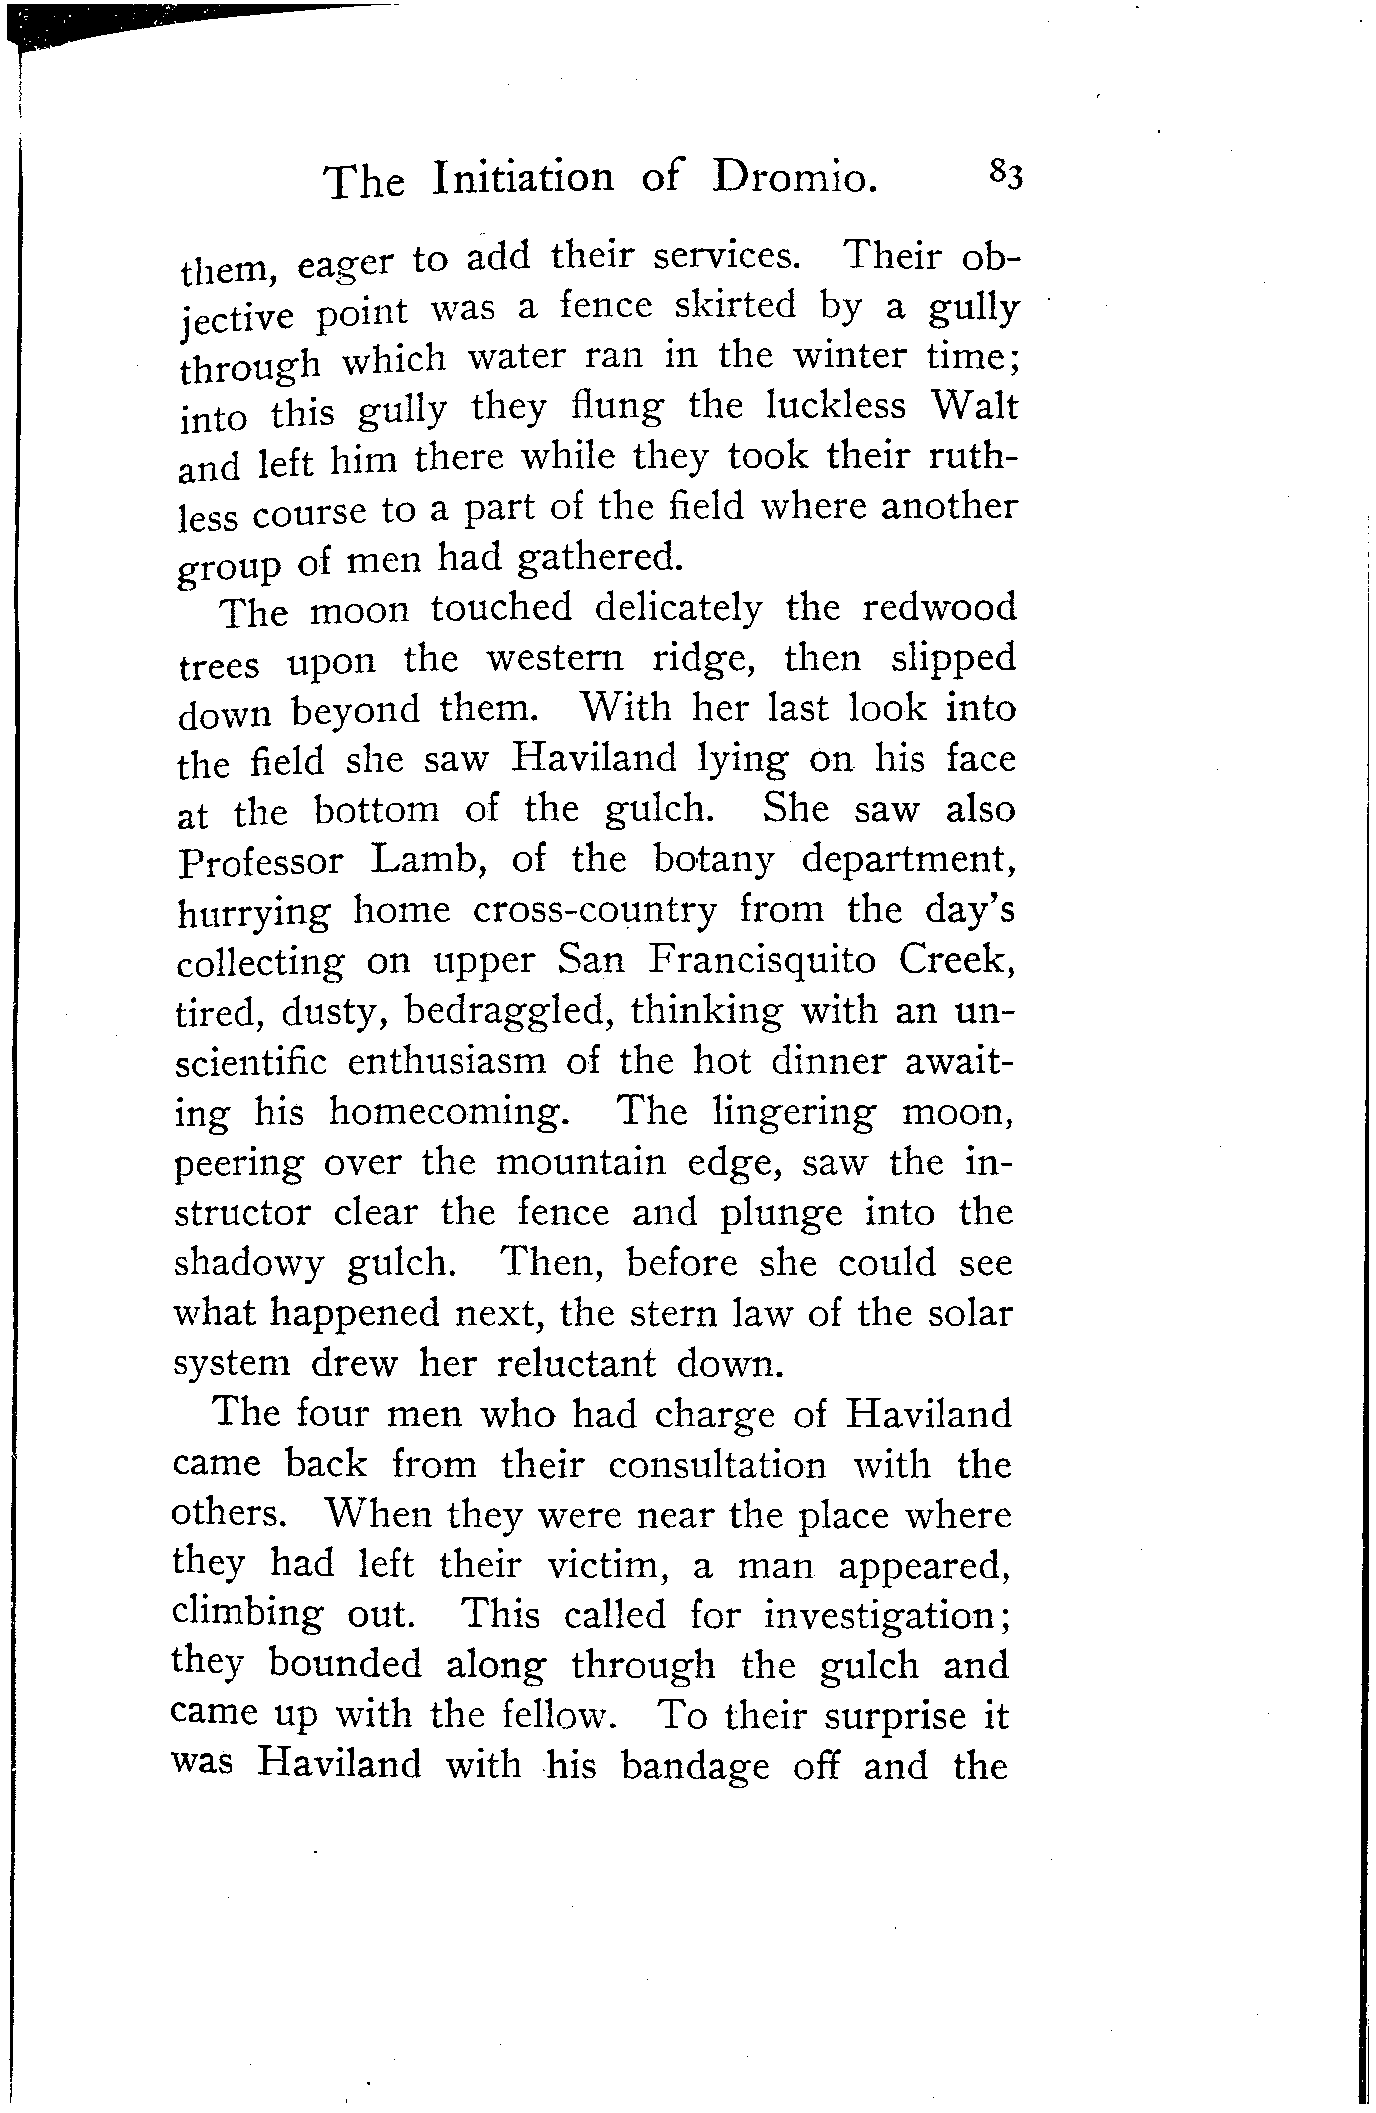 The Initiation of Dromio. 83
them, eager to add their services. Their ob-
jective point was a fence skirted by a gully
through which water ran in the winter time;
into this gully they flung the luckless Walt
and left him there while they took their ruth-
less course to a part of the field where another
group of men had gathered.
The moon touched delicately the redwood
trees upon the western ridge, then slipped
down beyond them. With her last look into
the field she saw Haviland lying on his face
at the bottom of the gulch. She saw also
Professor Lamb, of the botany department,
hurrying home cross-country from the day's
collecting on upper San Francisquito Creek,
tired, dusty, bedraggled, thinking with an un-
scientific enthusiasm of the hot dinner await-
ing his homecoming. The lingering moon,
peering over the mountain edge, saw the in-
structor clear the fence and plunge into the
shadowy gulch. Then, before she could see
what happened next, the stern law of the solar
system drew her reluctant down.
The four men who had charge of Haviland
came back from their consultation with the
others. When they were near the place where
they had left their victim, a man appeared,
climbing out. This called for investigation;
they bounded along through the gulch and
came up with the fellow. To their surprise it
was Haviland with his bandage off and the